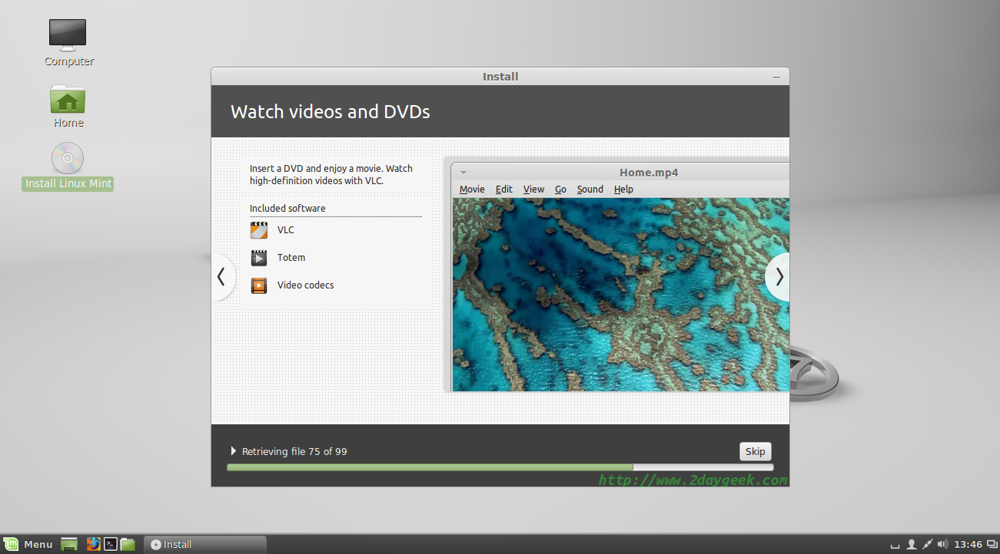 Computer
Home
Install Linux Mint
Install
Watch videos and DVDs
Insert a DVD and enjoy a movie. Watch
high-definition videos with VLC.
Included software
VLC
Totem
Video codecs
Home.mp4
Movie Edit View Go Sound Help
Retrieving file 75 of 99
Skip
http://www.2daygeek.com
Menu
Install
13:46